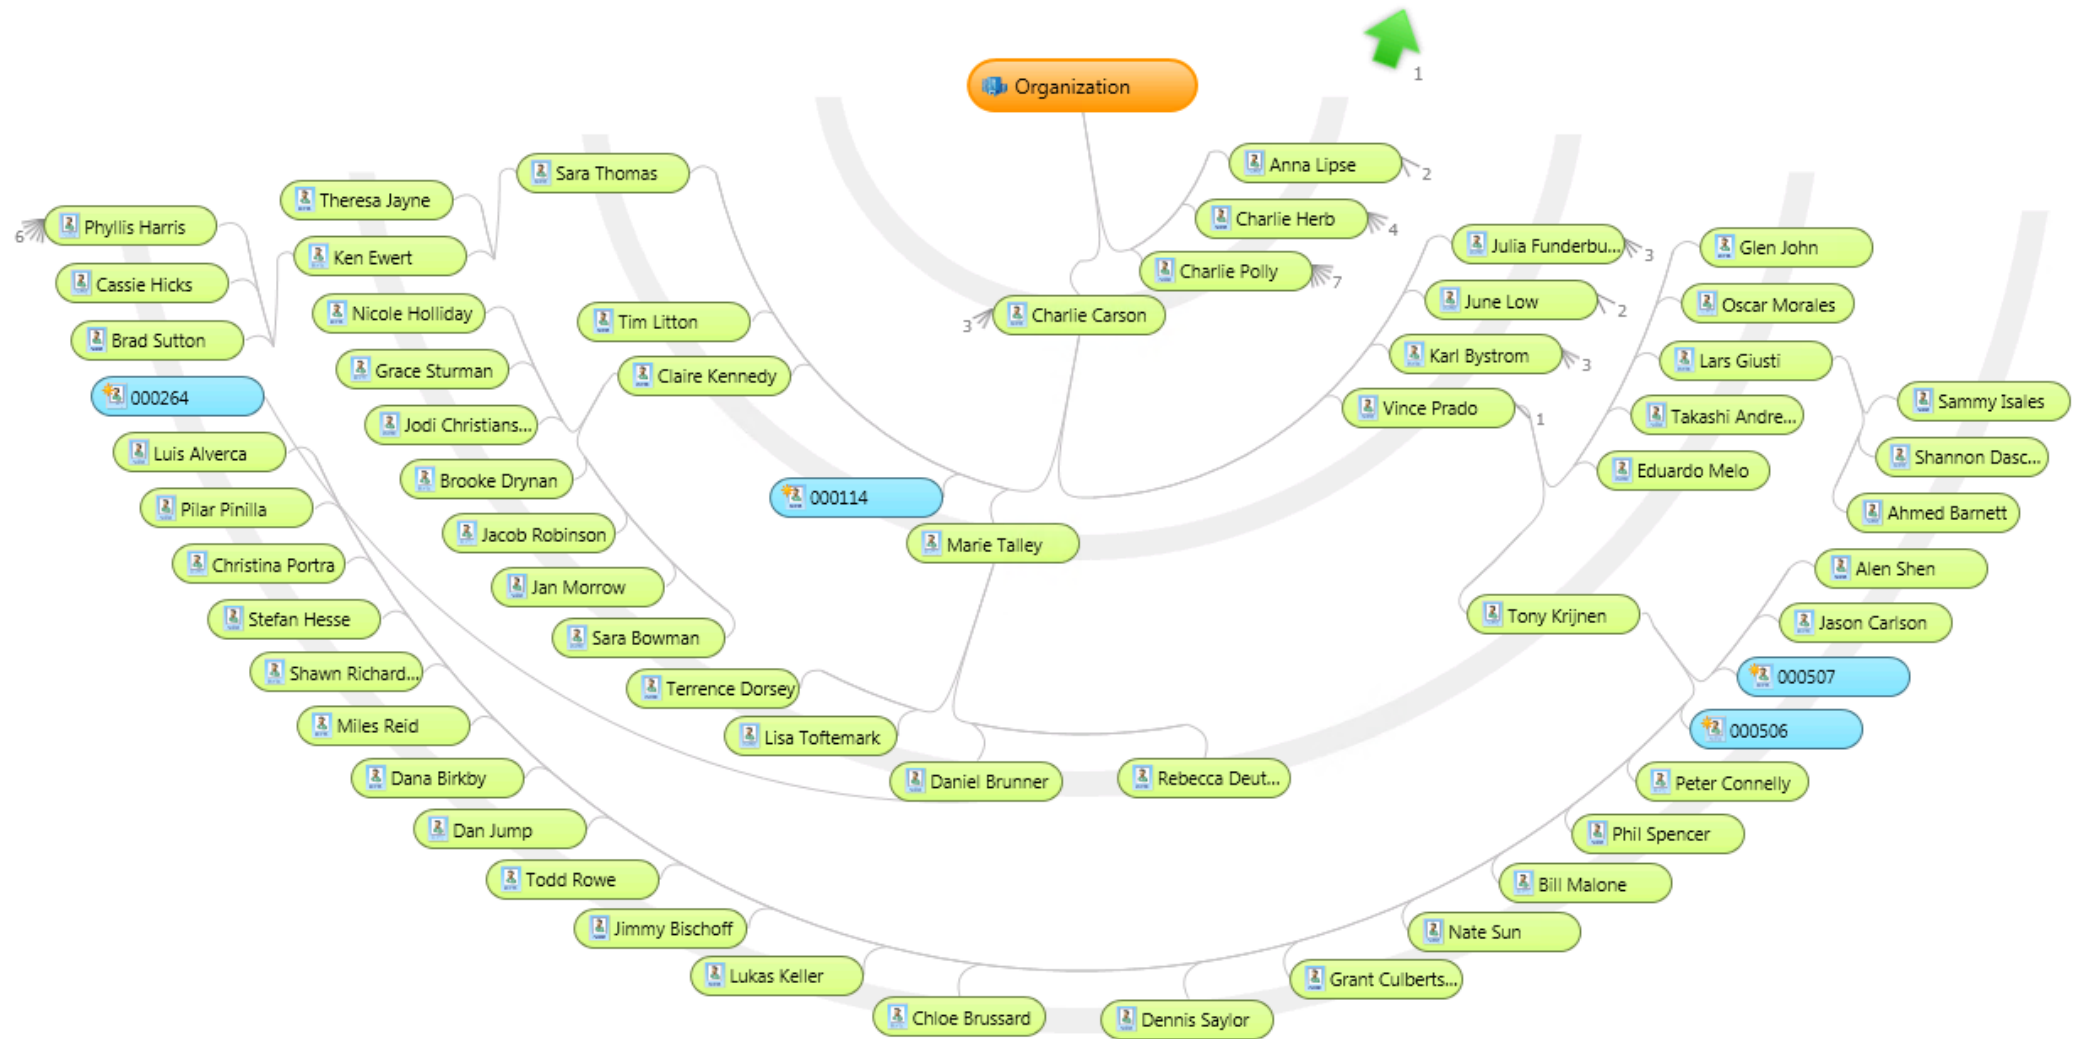 1
Organization
Anna Lipse
2
Sara Thomas
Theresa Jayne
Charlie Herb
4
Phyllis Harris
6
Julia Funderbu...
3
Glen John
Ken Ewert
Charlie Polly
7
Cassie Hicks
June Low
2
Oscar Morales
Nicole Holliday
Tim Litton
3
Charlie Carson
Brad Sutton
Karl Bystrom
3
Lars Giusti
Grace Sturman
Claire Kennedy
000264
Vince Prado
1
Sammy Isales
Takashi Andre...
Jodi Christians...
Luis Alverca
Shannon Dasc...
Eduardo Melo
Brooke Drynan
000114
Pilar Pinilla
Ahmed Barnett
Jacob Robinson
Marie Talley
Christina Portra
Alen Shen
Jan Morrow
Stefan Hesse
Tony Krijnen
Jason Carlson
Sara Bowman
Shawn Richard...
000507
Terrence Dorsey
Miles Reid
000506
Lisa Toftemark
Dana Birkby
Daniel Brunner
Rebecca Deut...
Peter Connelly
Dan Jump
Phil Spencer
Todd Rowe
Bill Malone
Jimmy Bischoff
Nate Sun
Lukas Keller
Grant Culberts...
Chloe Brussard
Dennis Saylor